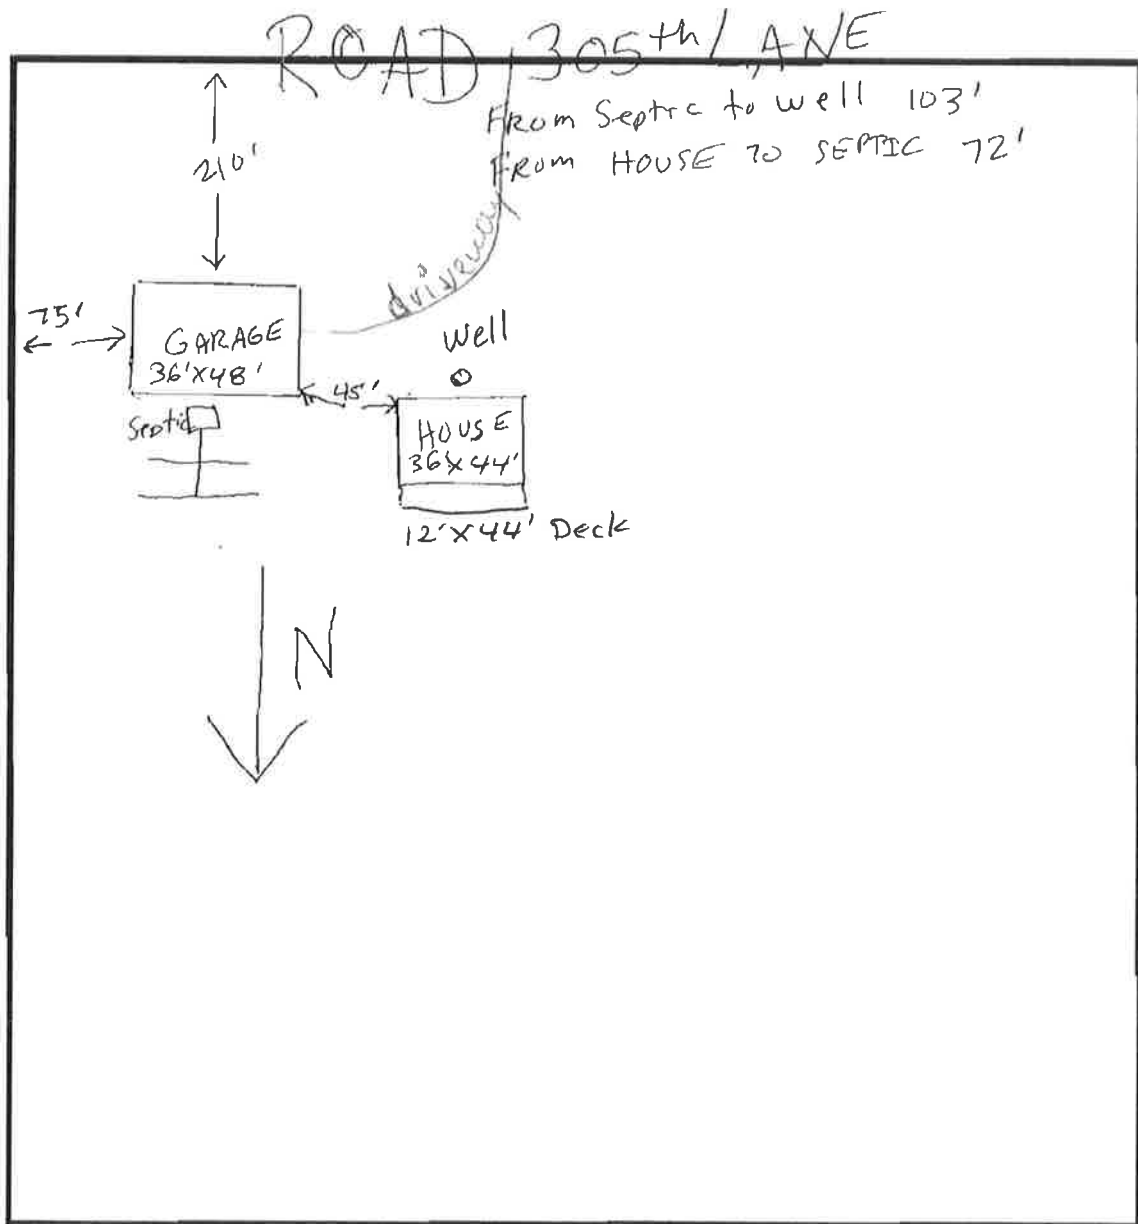 ROAD 305th LANE
From Septic to well 103'
FROM HOUSE TO SEPTIC 72'
210'
driveway
75'
GARAGE
36'X48'
Well
45'
Septic
HOUSE
36X44'
12'X44' Deck
N